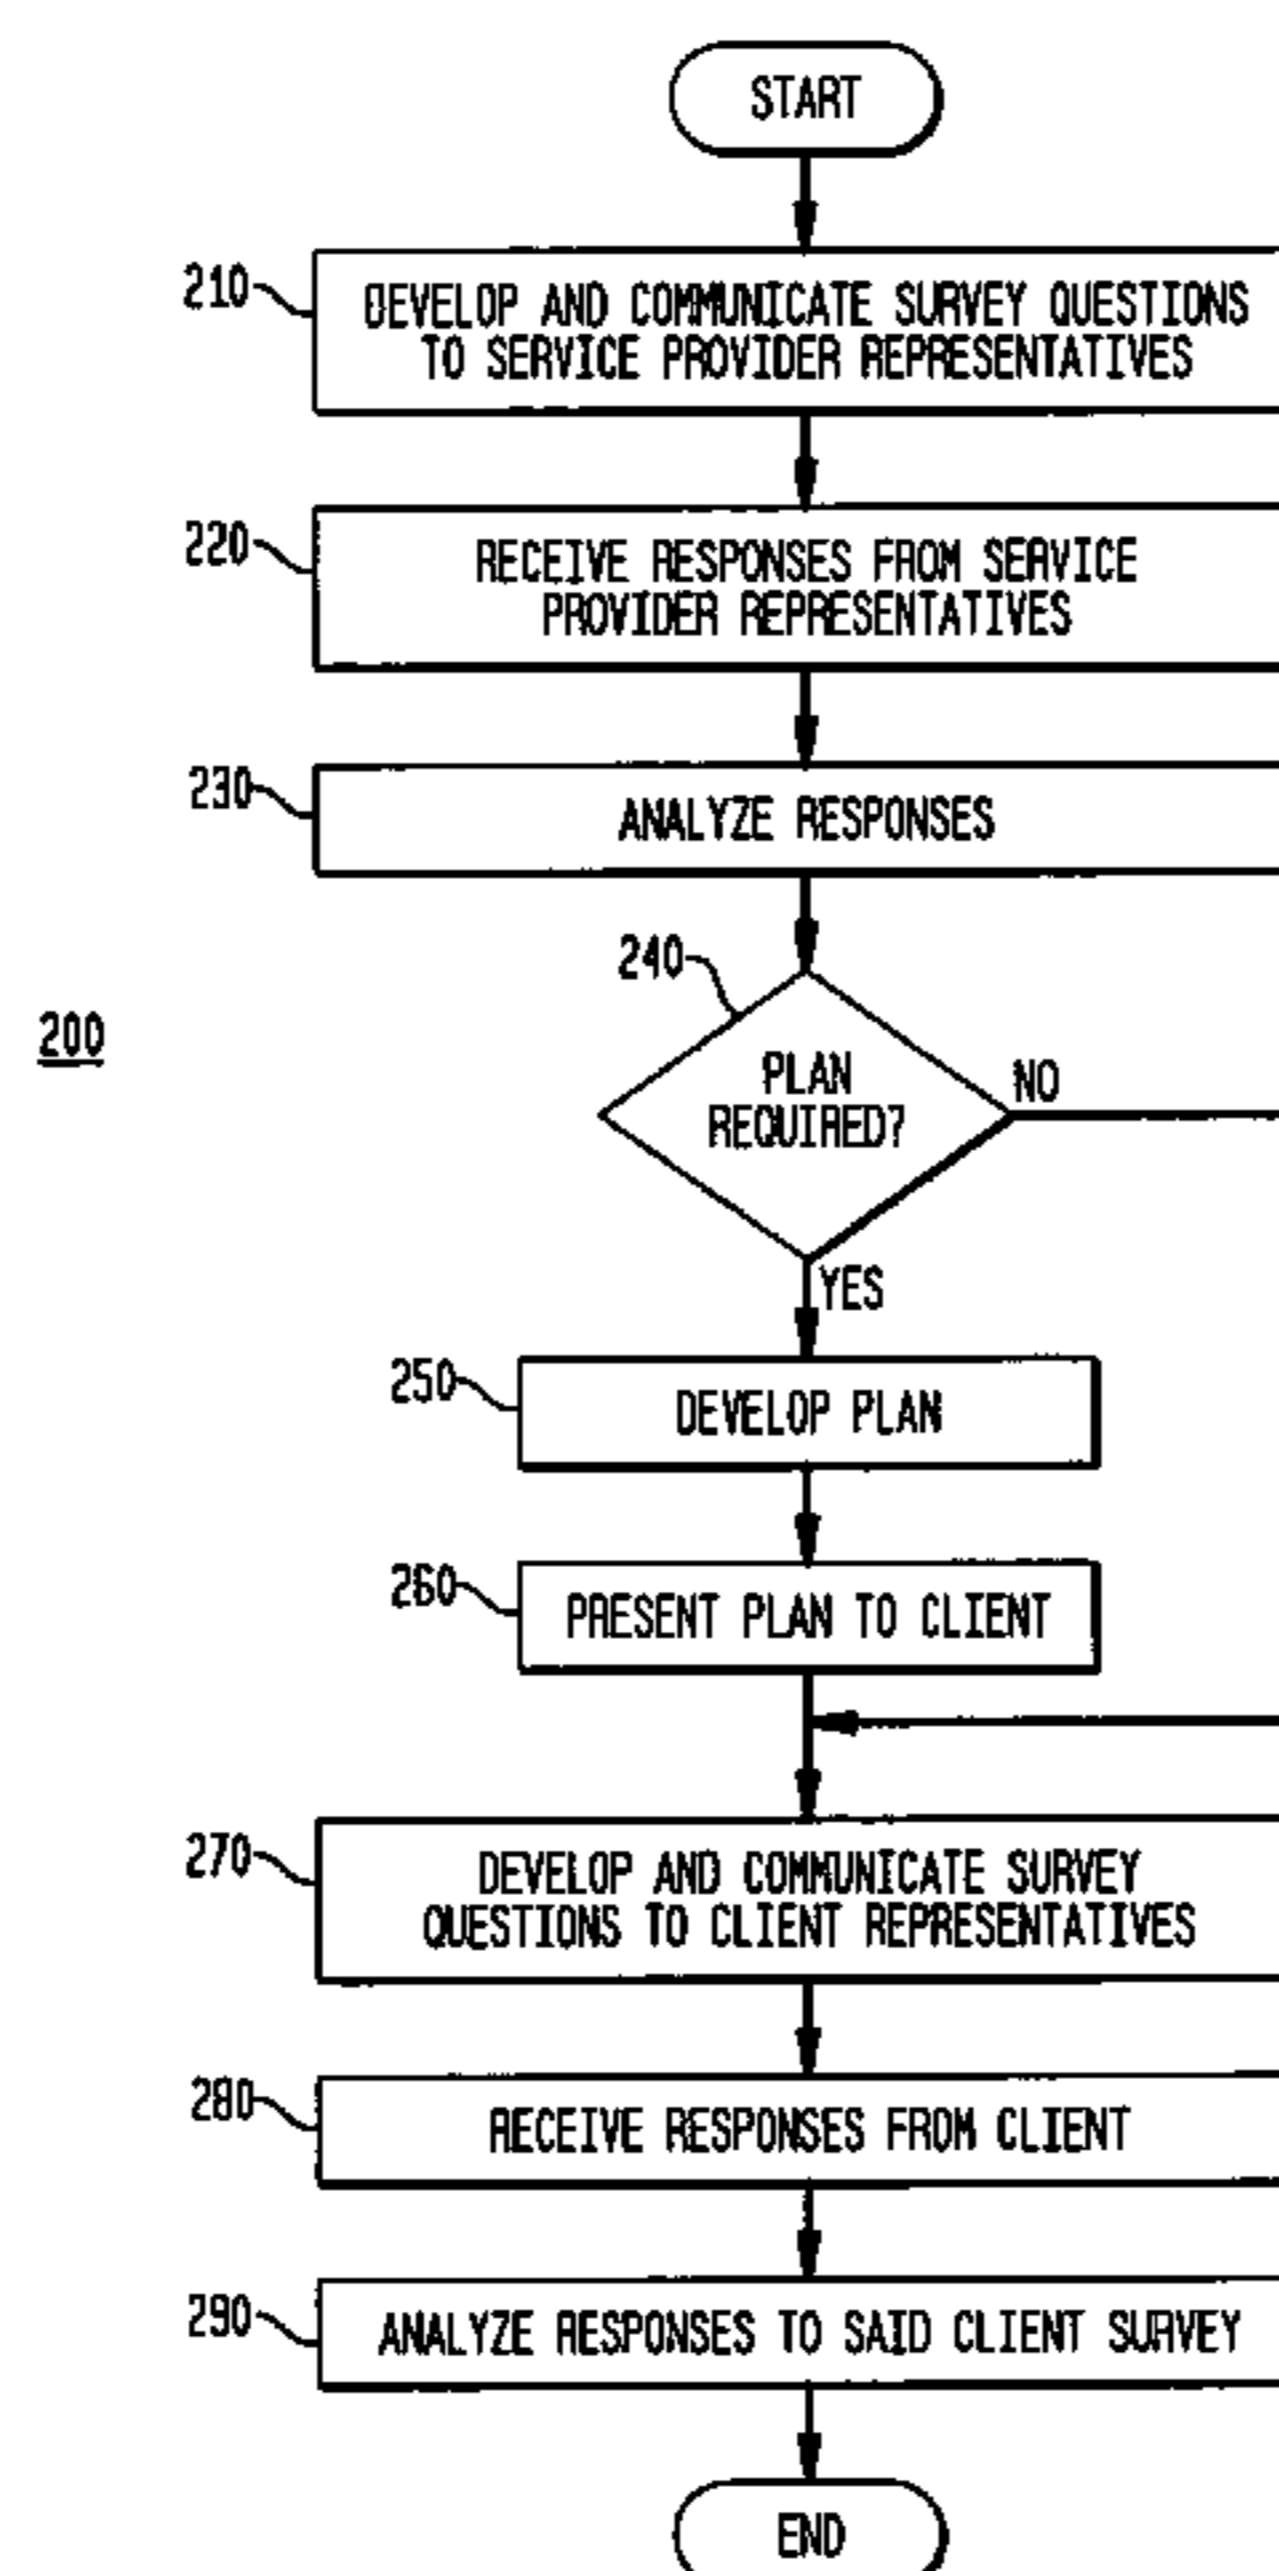 START
210
DEVELOP AND COMMUNICATE SURVEY QUESTIONS
TO SERVICE PROVIDER REPRESENTATIVES
220
RECEIVE RESPONSES FROM SERVICE
PROVIDER REPRESENTATIVES
230
ANALYZE RESPONSES
240
200
PLAN
REQUIRED?
NO
YES
250
DEVELOP PLAN
260
PRESENT PLAN TO CLIENT
270
DEVELOP AND COMMUNICATE SURVEY
QUESTIONS TO CLIENT REPRESENTATIVES
280
RECEIVE RESPONSES FROM CLIENT
290
ANALYZE RESPONSES TO SAID CLIENT SURVEY
END